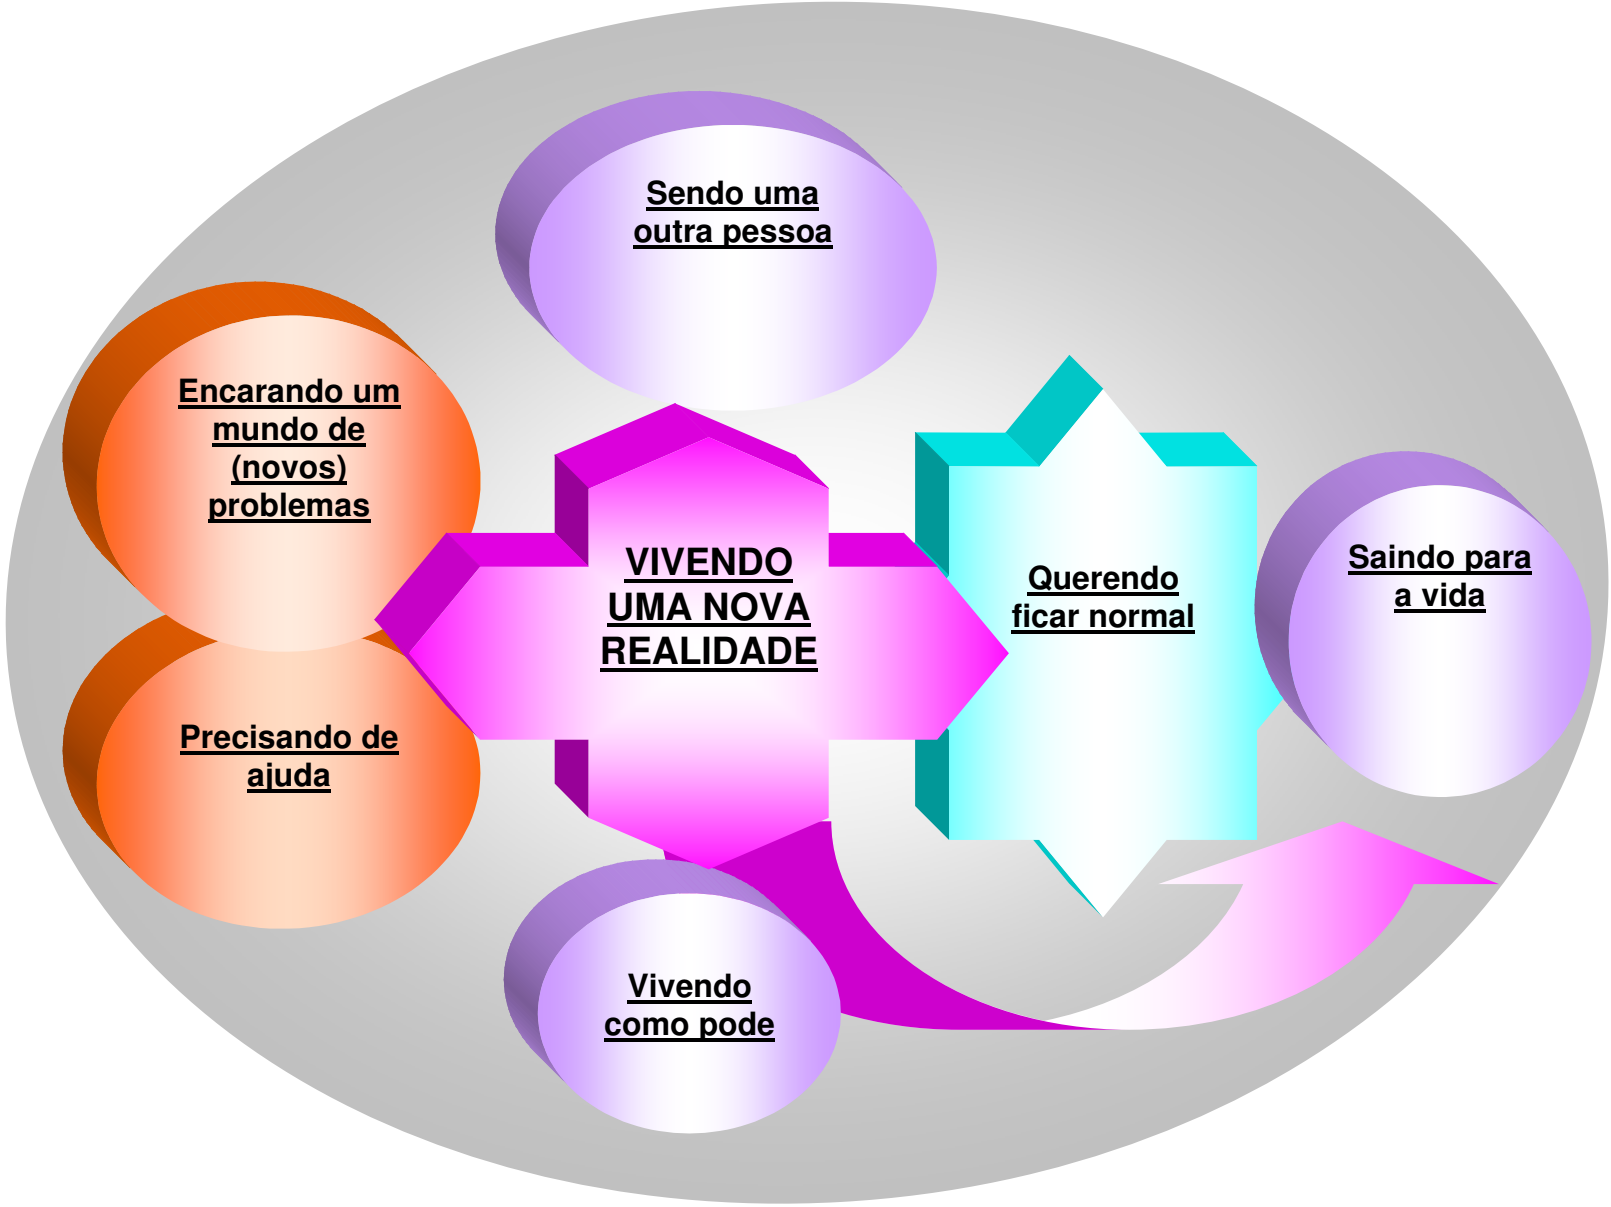 Sendo uma
outra pessoa
Encarando um
mundo de
(novos)
problemas
VIVENDO
UMA NOVA
REALIDADE
Querendo
ficar normal
Saindo para
a vida
Precisando de
ajuda
Vivendo
como pode